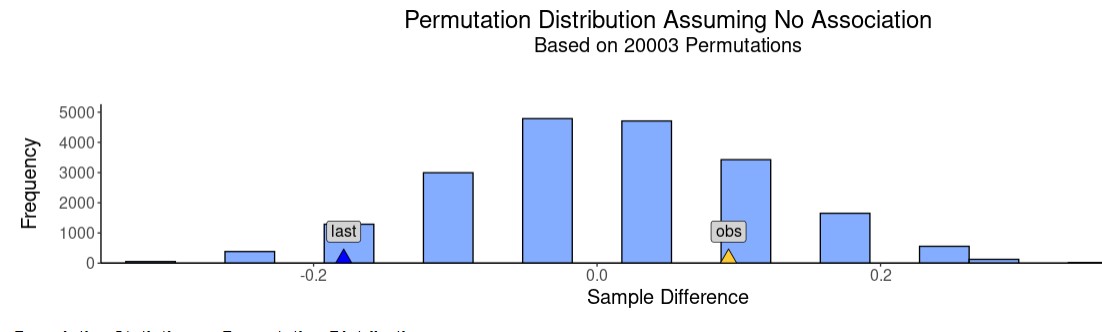 Permutation Distribution Assuming No Association
Based on 20003 Permutations
5000
4000
3000
2000
1000
0
Frequency
last
obs
-0.2
0.0
0.2
Sample Difference